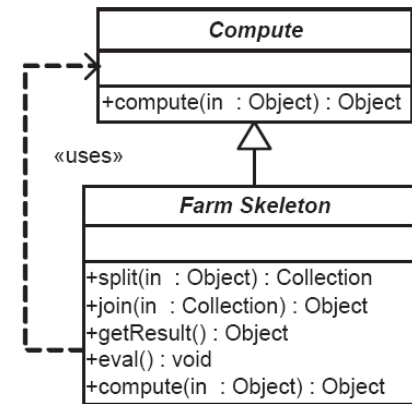 Compute
+compute(in : Object) : Object
«uses»
Farm Skeleton
+split(in : Object) : Collection
+join(in : Collection) : Object
+getResult() : Object
+eval() : void
+compute(in : Object) : Object